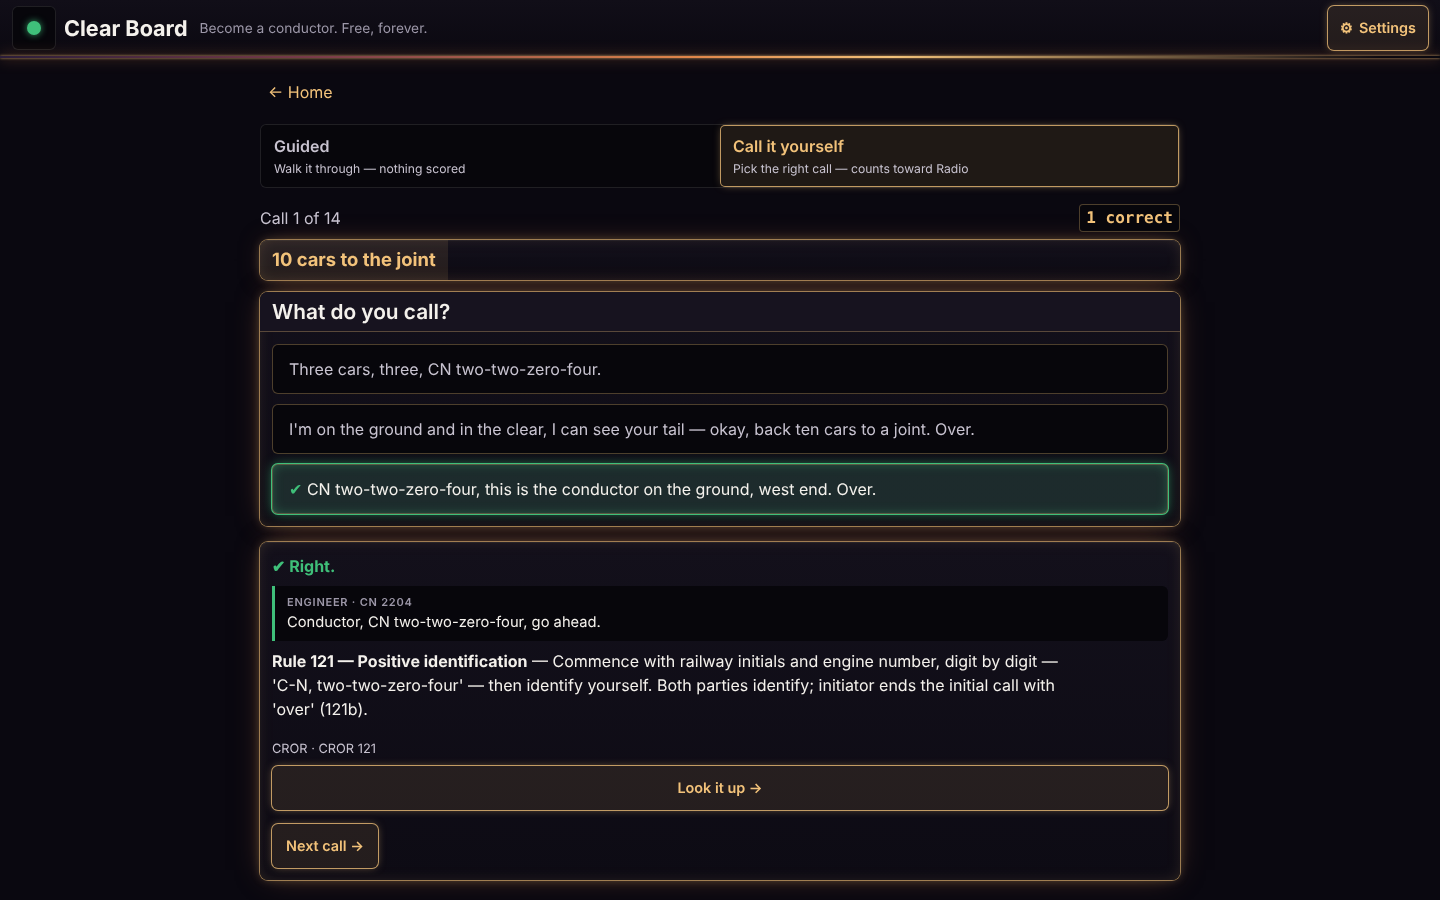 Clear Board
Become a conductor. Free, forever.
⚙ Settings
← Home
Guided
Walk it through — nothing scored
Call it yourself
Pick the right call — counts toward Radio
Call 1 of 14
1 correct
10 cars to the joint
What do you call?
Three cars, three, CN two-two-zero-four.
I'm on the ground and in the clear, I can see your tail — okay, back ten cars to a joint. Over.
✔ CN two-two-zero-four, this is the conductor on the ground, west end. Over.
✔ Right.
ENGINEER · CN 2204
Conductor, CN two-two-zero-four, go ahead.
Rule 121 — Positive identification — Commence with railway initials and engine number, digit by digit —
'C-N, two-two-zero-four' — then identify yourself. Both parties identify; initiator ends the initial call with
'over' (121b).
CROR · CROR 121
Look it up →
Next call →